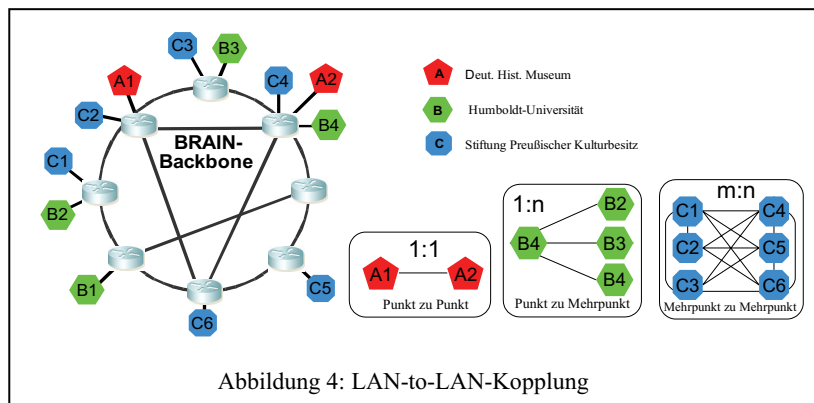 C3
B3
A1
C4
A2
C2
B4
BRAIN-
Backbone
C1
B2
B1
C5
C6
A Deut. Hist. Museum
B Humboldt-Universität
C Stiftung Preußischer Kulturbesitz
1:1
A1 A2
Punkt zu Punkt
1:n
B2
B4 B3
B4
Punkt zu Mehrpunkt
m:n
C1 C4
C2 C5
C3 C6
Mehrpunkt zu Mehrpunkt
Abbildung 4: LAN-to-LAN-Kopplung